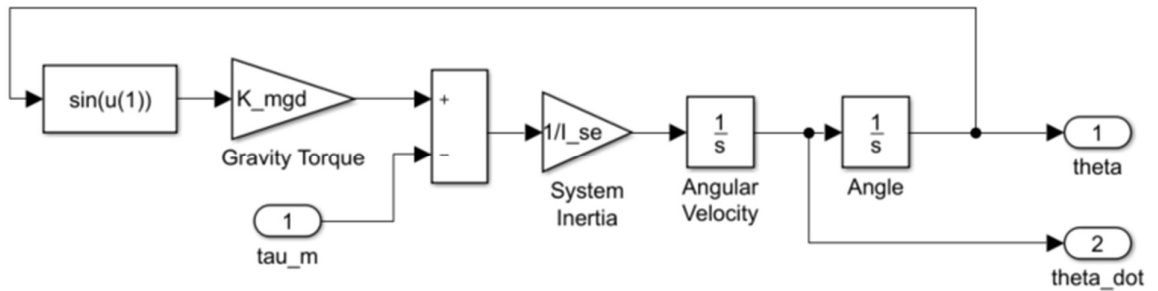 sin(u(1))
K_mgd
Gravity Torque
+
−
1
tau_m
1/I_se
System
Inertia
1
s
Angular
Velocity
1
s
Angle
1
theta
2
theta_dot